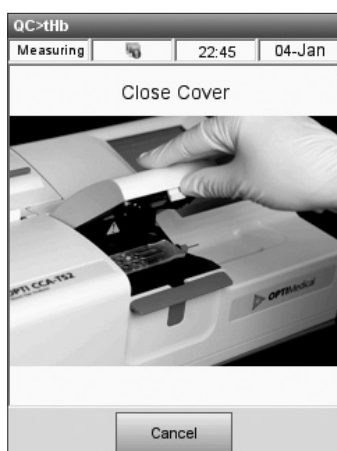 QC>tHb
Measuring 22:45 04-Jan
Close Cover
OPTI CCA-TS2
OPTIMedical
Cancel